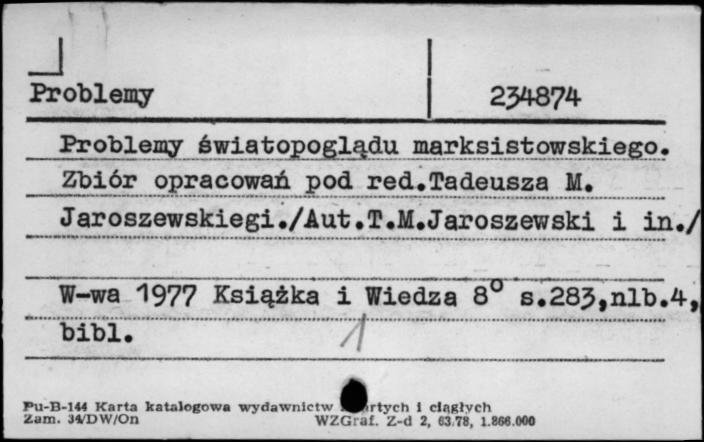 Problemy 234874
Problemy światopoglądu marksistowskiego.
Zbiór opracowań pod red.Tadeusza M.
Jaroszewskiegi./Aut.T.M.Jaroszewski i in./
W-wa 1977 Książka i Wiedza 8° s.283,nlb.4,
bibl.
1
Pu-B-144 Karta katalogowa wydawnictw i ciągłych
Zam. 34/DW/On WZGraf. Z-d 2, 63.78, 1.866.000